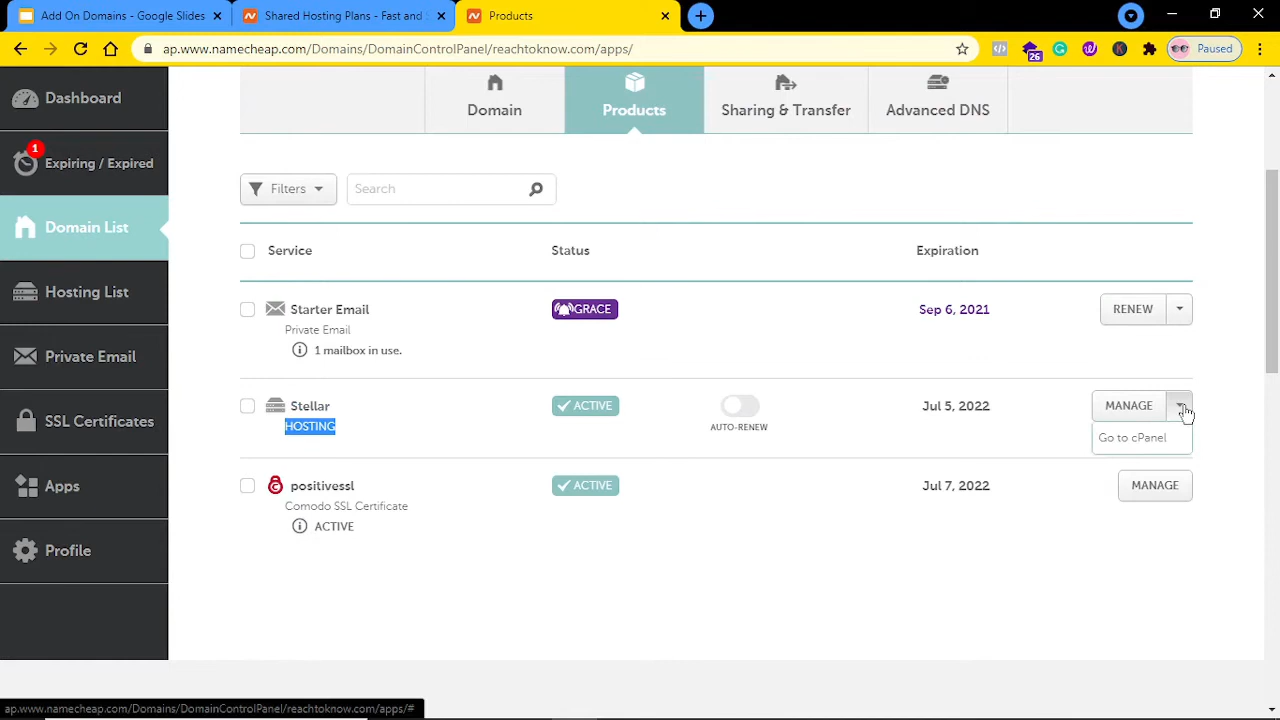 Add On Domains - Google Slides
Shared Hosting Plans - Fast and S
Products
ap.www.namecheap.com/Domains/DomainControlPanel/reachtoknow.com/apps/
26
Paused
Dashboard
1
Expiring / Expired
Domain List
Hosting List
Private Email
SSL Certificates
Apps
Profile
Domain
Products
Sharing & Transfer
Advanced DNS
Filters
Search
Service
Status
Expiration
Starter Email
GRACE
Sep 6, 2021
RENEW
Private Email
1 mailbox in use.
Stellar
ACTIVE
Jul 5, 2022
MANAGE
HOSTING
AUTO-RENEW
Go to cPanel
positivessl
ACTIVE
Jul 7, 2022
MANAGE
Comodo SSL Certificate
ACTIVE
ap.www.namecheap.com/Domains/DomainControlPanel/reachtoknow.com/apps/#